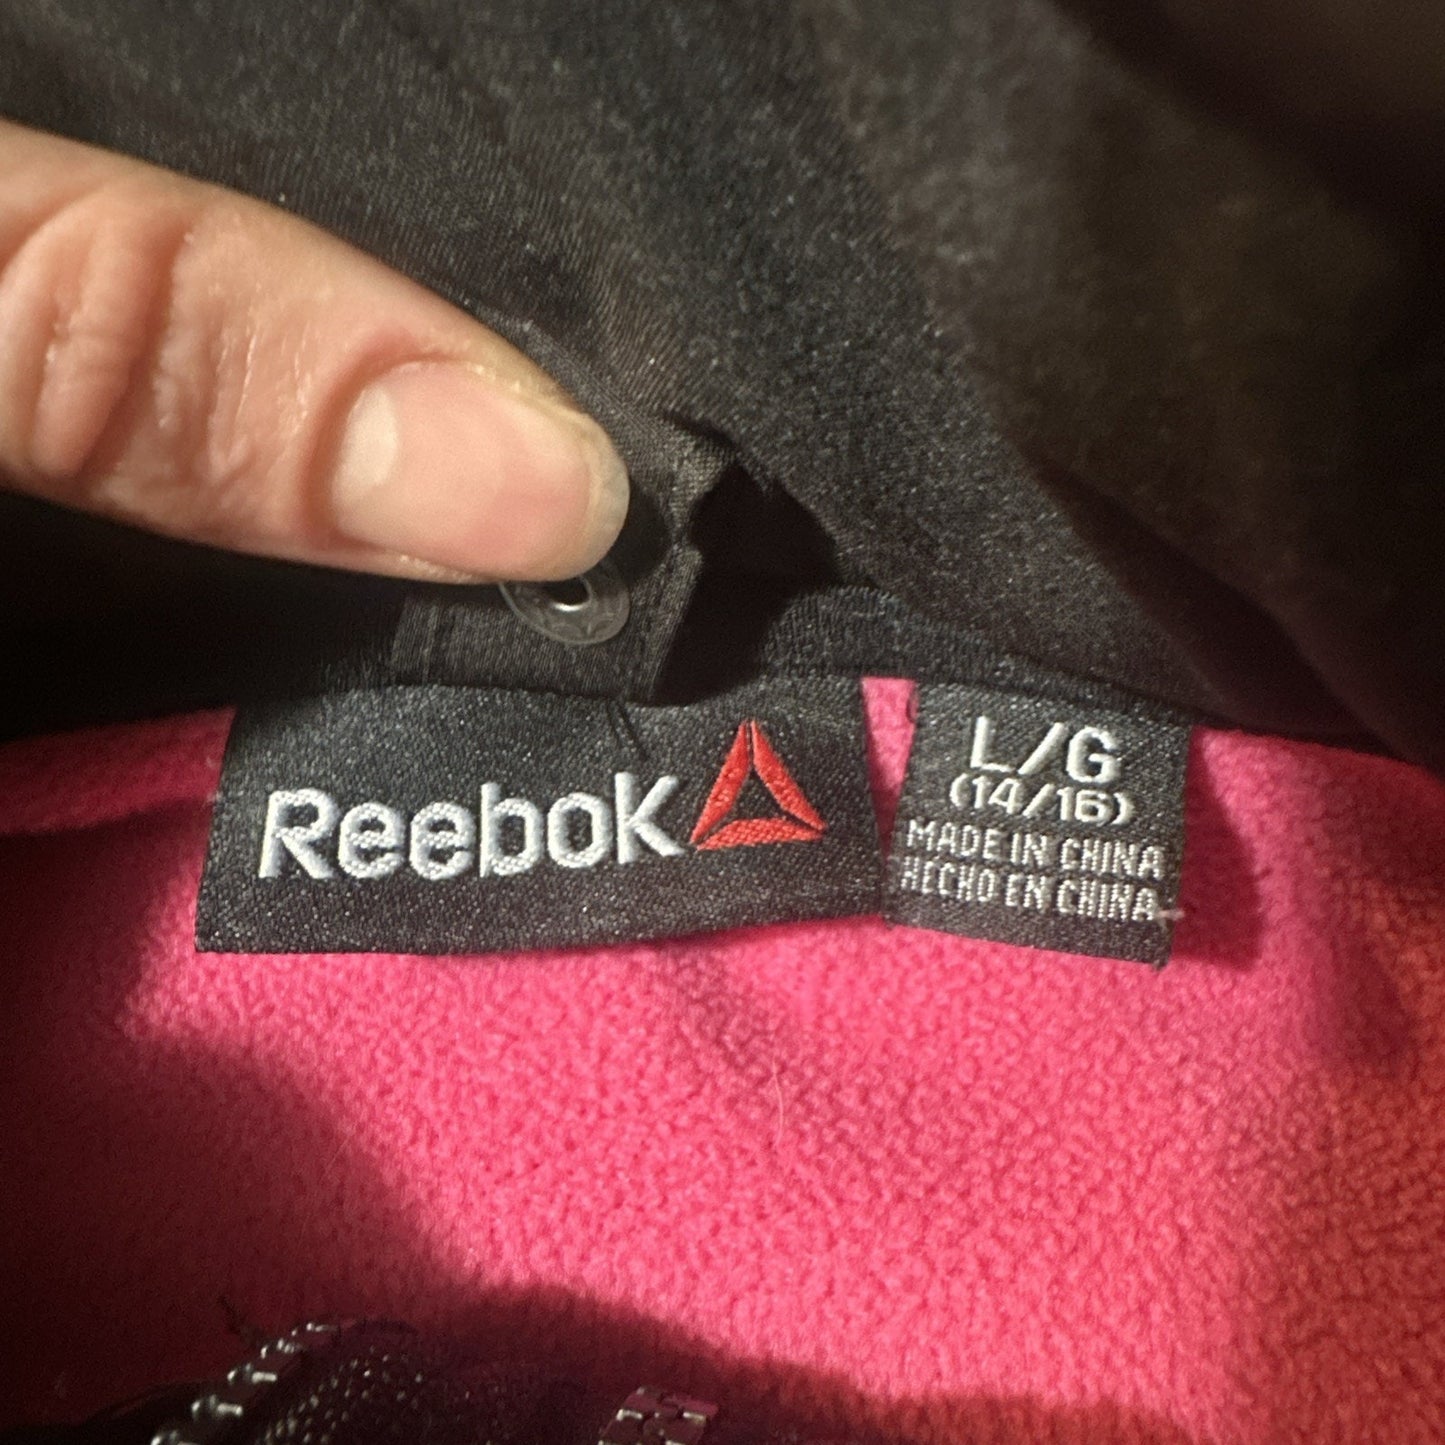 Reebok
L/G
(14/16)
MADE IN CHINA
HECHO EN CHINA